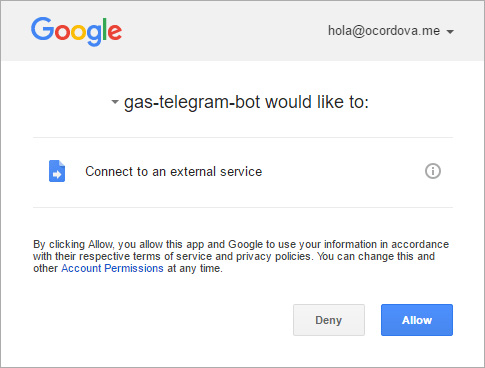 Google
hola@ocordova.me
gas-telegram-bot would like to:
Connect to an external service
By clicking Allow, you allow this app and Google to use your information in accordance
with their respective terms of service and privacy policies. You can change this and
other Account Permissions at any time.
Deny
Allow